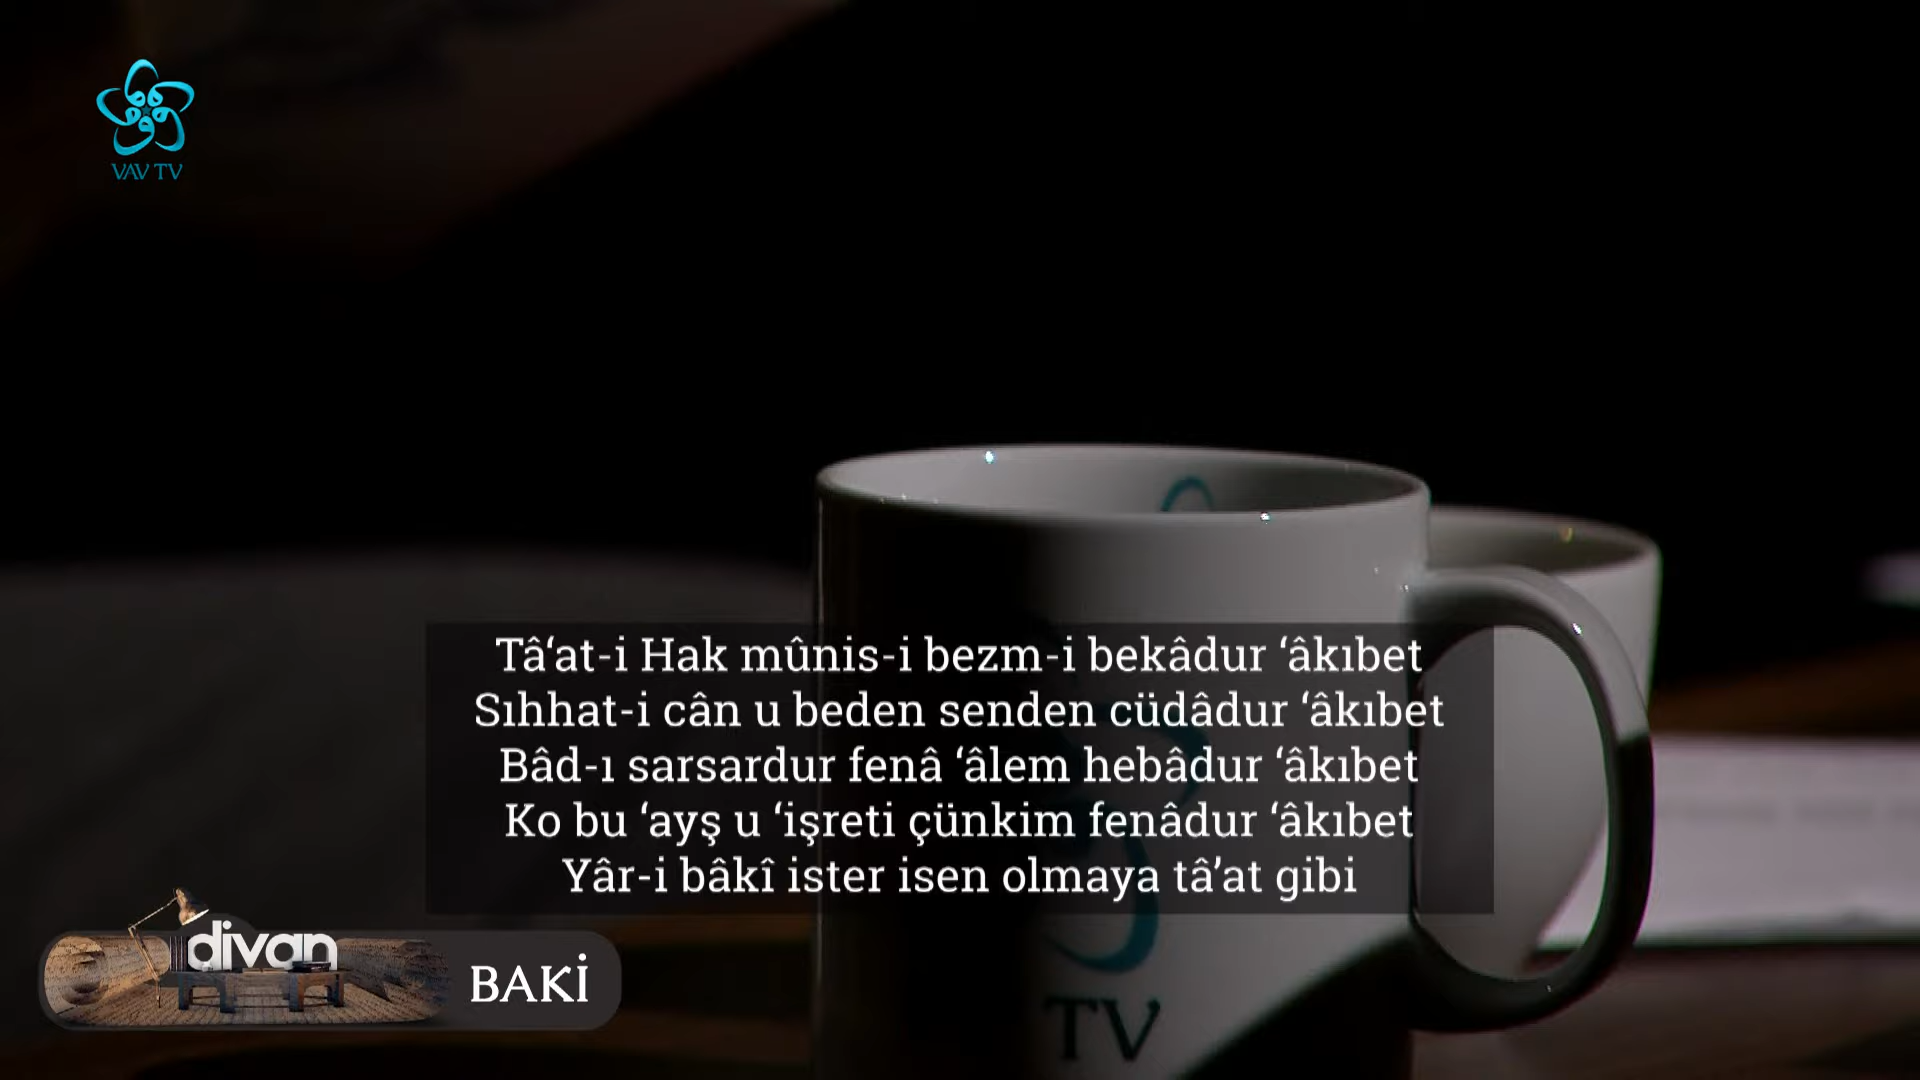 VAV TV
Tâ‘at-i Hak mûnis-i bezm-i bekâdur ‘âkıbet
Sıhhat-i cân u beden senden cüdâdur ‘âkıbet
Bâd-ı sarsardur fenâ ‘âlem hebâdur ‘âkıbet
Ko bu ‘ayş u ‘işreti çünkim fenâdur ‘âkıbet
Yâr-i bâkî ister isen olmaya tâ’at gibi
divan
BAKİ
TV